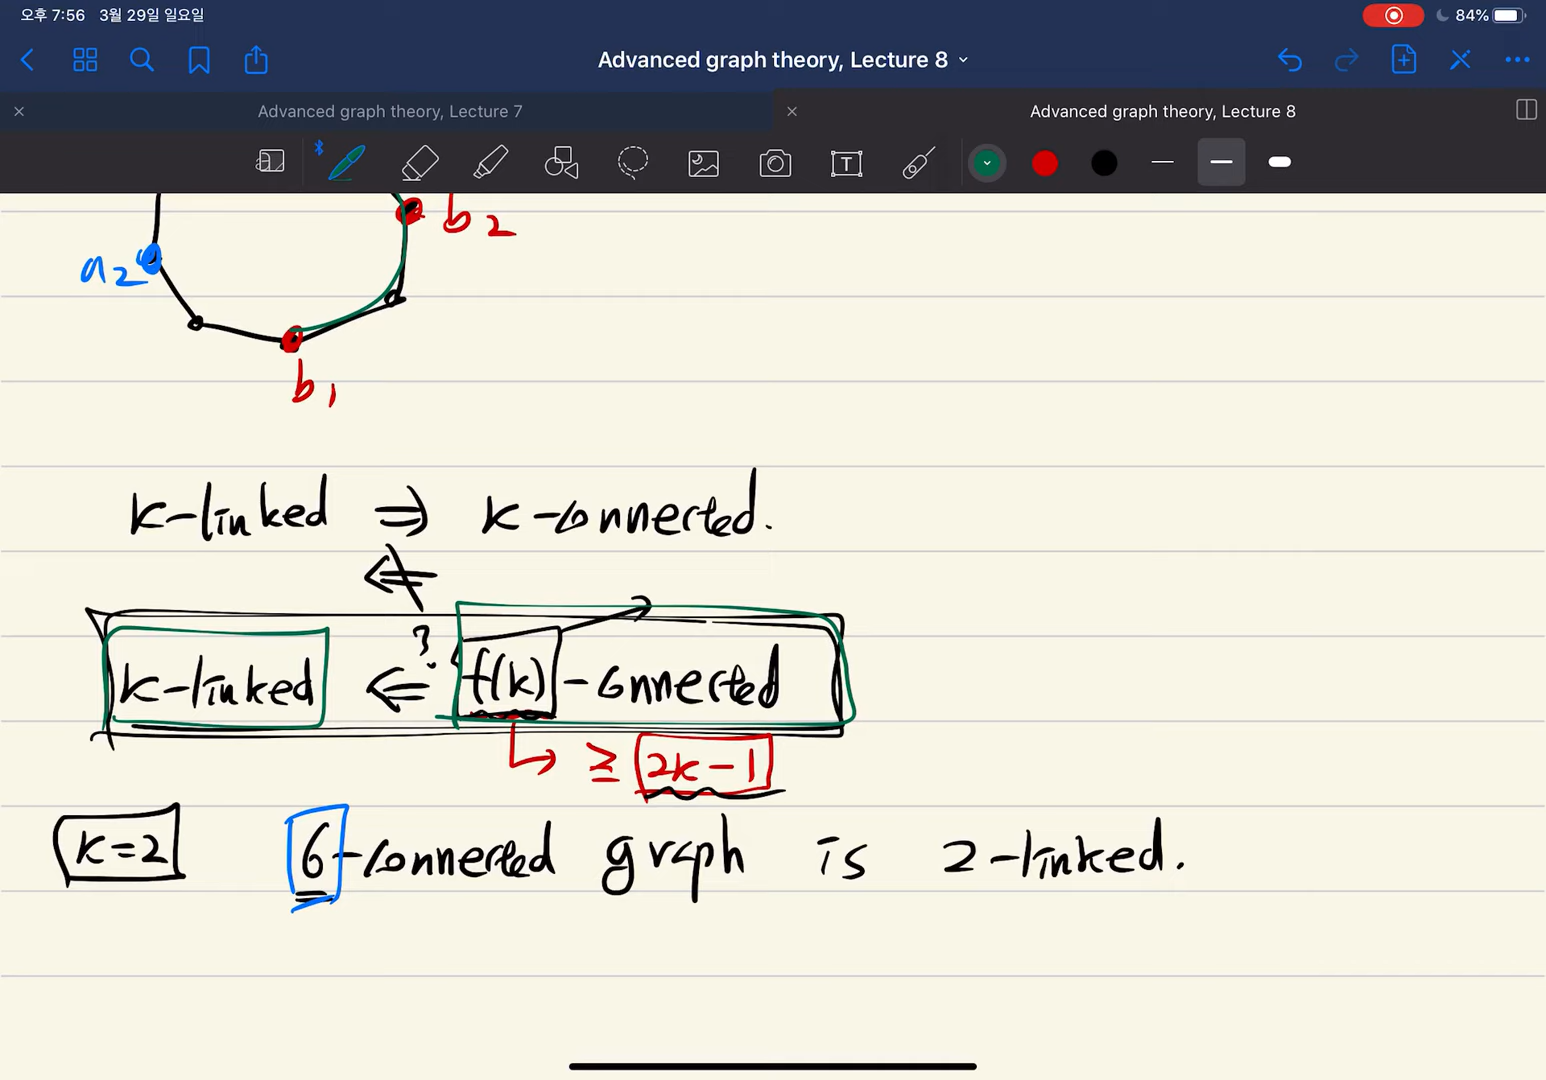 오후 7:56 3월 29일 일요일
84%
Advanced graph theory, Lecture 8
Advanced graph theory, Lecture 7
Advanced graph theory, Lecture 8
b2
a2
b1
k-linked ⇒ k-connected.
⇍
k-linked ⇐? f(k)-connected
↳ ≧ 2k-1
k=2 6-connected graph is 2-linked.